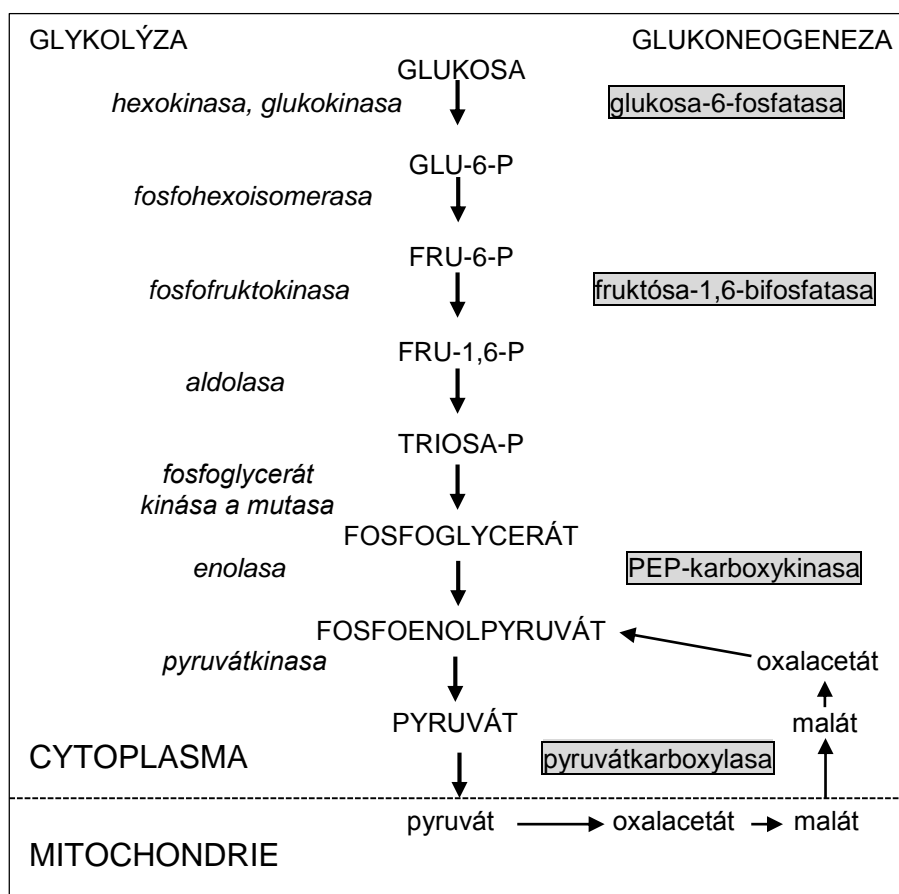 GLYKOLÝZA
GLUKONEOGENEZA
GLUKOSA
hexokinasa, glukokinasa
glukosa-6-fosfatasa
GLU-6-P
fosfohexoisomerasa
FRU-6-P
fosfofruktokinasa
fruktósa-1,6-bifosfatasa
FRU-1,6-P
aldolasa
TRIOSA-P
fosfoglycerát
kinása a mutasa
FOSFOGLYCERÁT
enolasa
PEP-karboxykinasa
FOSFOENOLPYRUVÁT
pyruvátkinasa
oxalacetát
PYRUVÁT
malát
CYTOPLASMA
pyruvátkarboxylasa
pyruvát
oxalacetát
malát
MITOCHONDRIE